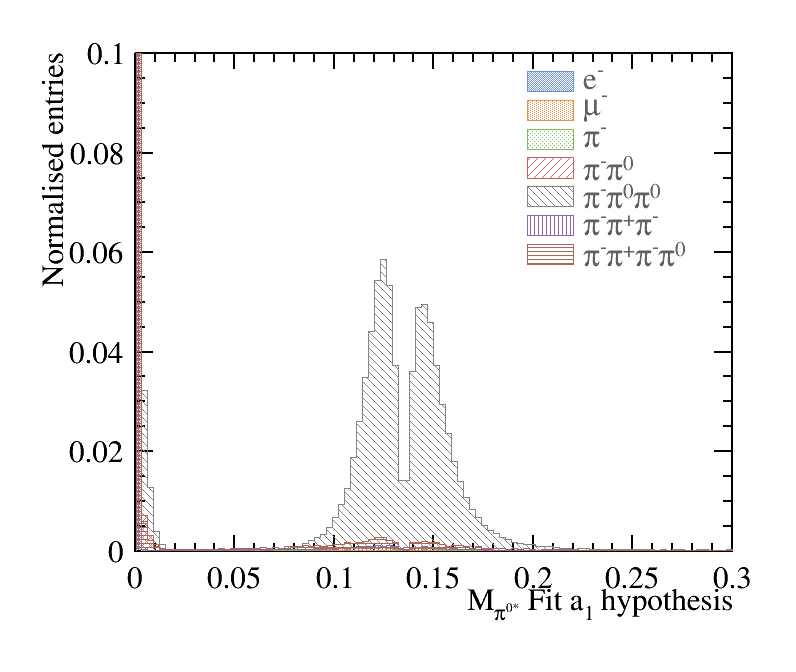 Normalised entries
0.1
0.08
0.06
0.04
0.02
0
e⁻
μ⁻
π⁻
π⁻π⁰
π⁻π⁰π⁰
π⁻π⁺π⁻
π⁻π⁺π⁻π⁰
0 0.05 0.1 0.15 0.2 0.25 0.3
M_π⁰* Fit a₁ hypothesis